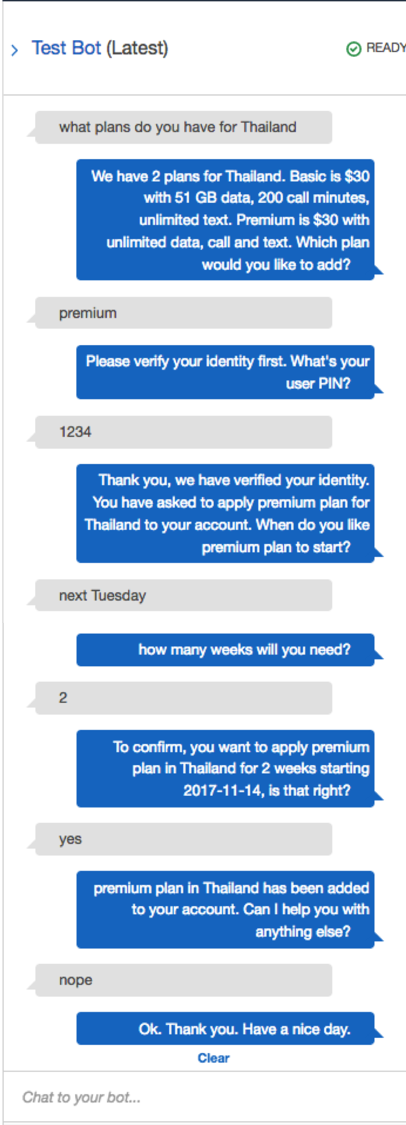 Test Bot (Latest)
READY
what plans do you have for Thailand
We have 2 plans for Thailand. Basic is $30
with 51 GB data, 200 call minutes,
unlimited text. Premium is $30 with
unlimited data, call and text. Which plan
would you like to add?
premium
Please verify your identity first. What's your
user PIN?
1234
Thank you, we have verified your identity.
You have asked to apply premium plan for
Thailand to your account. When do you like
premium plan to start?
next Tuesday
how many weeks will you need?
2
To confirm, you want to apply premium
plan in Thailand for 2 weeks starting
2017-11-14, is that right?
yes
premium plan in Thailand has been added
to your account. Can I help you with
anything else?
nope
Ok. Thank you. Have a nice day.
Clear
Chat to your bot...